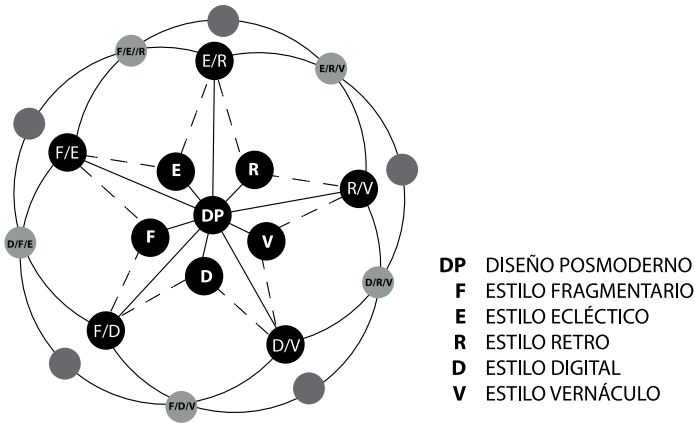 F/E//R
E/R
E/R/V
F/E
E
R
R/V
DP
F
V
D/F/E
D
D/R/V
F/D
D/V
F/D/V
DP DISEÑO POSMODERNO
F ESTILO FRAGMENTARIO
E ESTILO ECLÉCTICO
R ESTILO RETRO
D ESTILO DIGITAL
V ESTILO VERNÁCULO